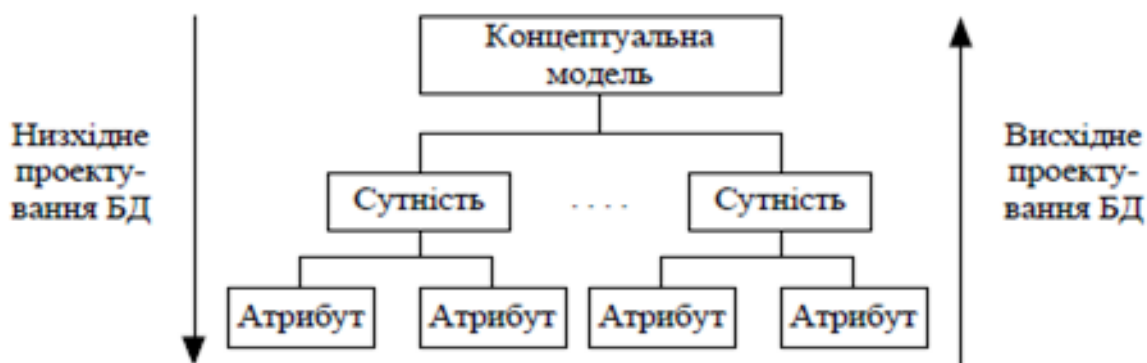 Концептуальна
модель
Низхідне
проекту-
вання БД
Висхідне
проекту-
вання БД
Сутність
. . . .
Сутність
Атрибут
Атрибут
Атрибут
Атрибут